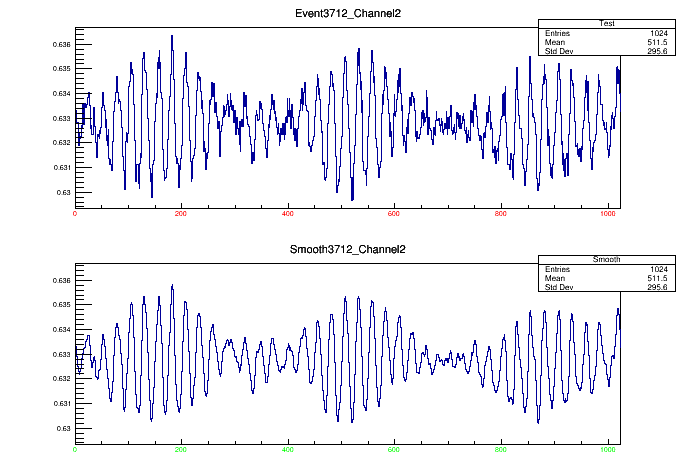 Event3712_Channel2
Test
Entries 1024
Mean 511.5
Std Dev 295.6
0.636
0.635
0.634
0.633
0.632
0.631
0.63
0 200 400 600 800 1000
Smooth3712_Channel2
Smooth
Entries 1024
Mean 511.5
Std Dev 295.6
0.636
0.635
0.634
0.633
0.632
0.631
0.63
0 200 400 600 800 1000